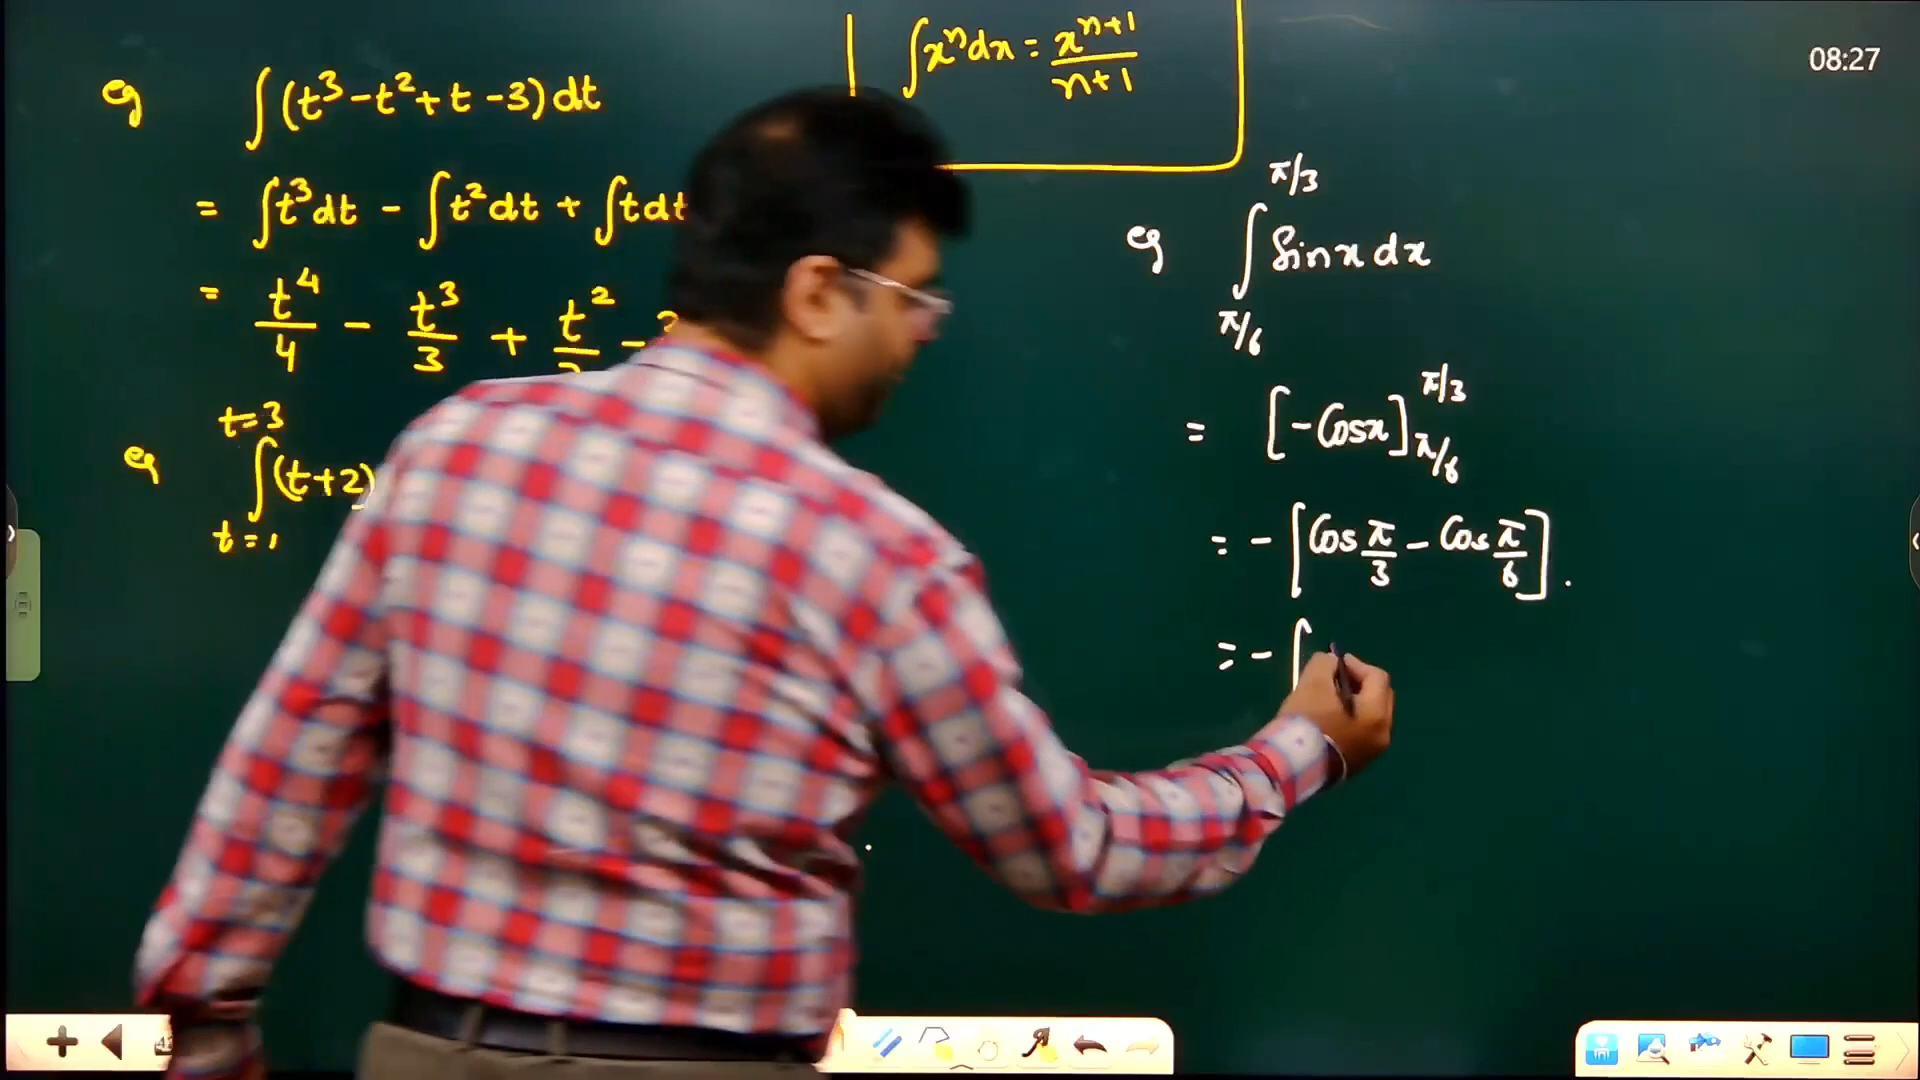 ∫xⁿdx = xⁿ⁺¹/n+1
08:27
eg ∫(t³-t²+t-3)dt
= ∫t³dt - ∫t²dt + ∫tdt
= t⁴/4 - t³/3 + t²/ -
t=3
eg ∫(t+2)
t=1
π/3
eg ∫Sinx dx
π/6
= [-Cosx] π/3 π/6
= -[Cos π/3 - Cos π/6].
= -[